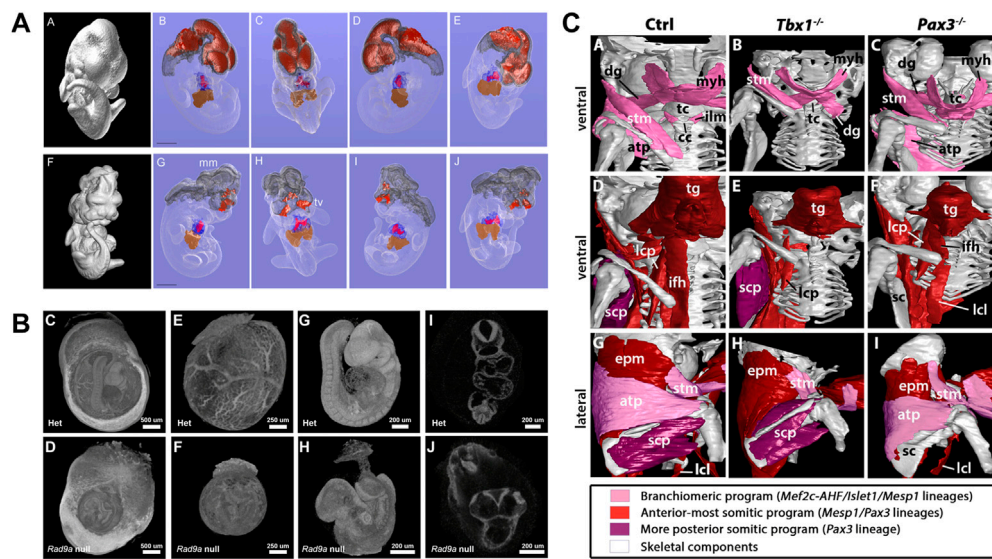 A
A
B
C
D
E
F
G
mm
H
tv
I
J
B
C
Het
500 um
E
Het
250 um
G
Het
200 um
I
Het
200 um
D
Rad9a null
500 um
F
Rad9a null
250 um
H
Rad9a null
200 um
J
Rad9a null
200 um
C
Ctrl
Tbx1-/-
Pax3-/-
ventral
A
dg
myh
stm
tc
ilm
cc
atp
B
stm
myh
tc
dg
C
dg
myh
stm
tc
atp
ventral
D
tg
lcp
ifh
scp
E
tg
lcp
scp
F
tg
lcp
ifh
sc
lcl
lateral
G
epm
stm
atp
scp
lcl
H
epm
stm
scp
I
epm
stm
atp
sc
lcl
Branchiomeric program (Mef2c-AHF/Islet1/Mesp1 lineages)
Anterior-most somitic program (Mesp1/Pax3 lineages)
More posterior somitic program (Pax3 lineage)
Skeletal components